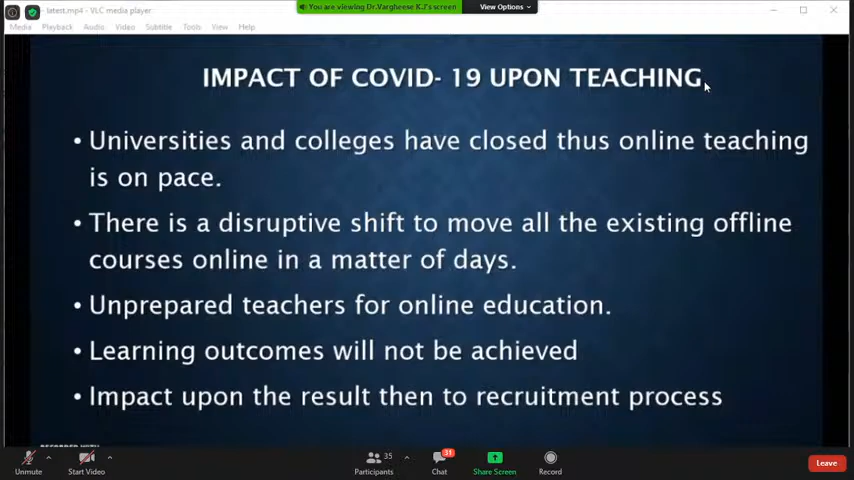 latest.mp4 - VLC media player
You are viewing Dr.Vargheese K.J's screen
View Options
Media Playback Audio Video Subtitle Tools View Help
IMPACT OF COVID- 19 UPON TEACHING
• Universities and colleges have closed thus online teaching
is on pace.
• There is a disruptive shift to move all the existing offline
courses online in a matter of days.
• Unprepared teachers for online education.
• Learning outcomes will not be achieved
• Impact upon the result then to recruitment process
RECORDED WITH
35
31
Unmute Start Video Participants Chat Share Screen Record Leave